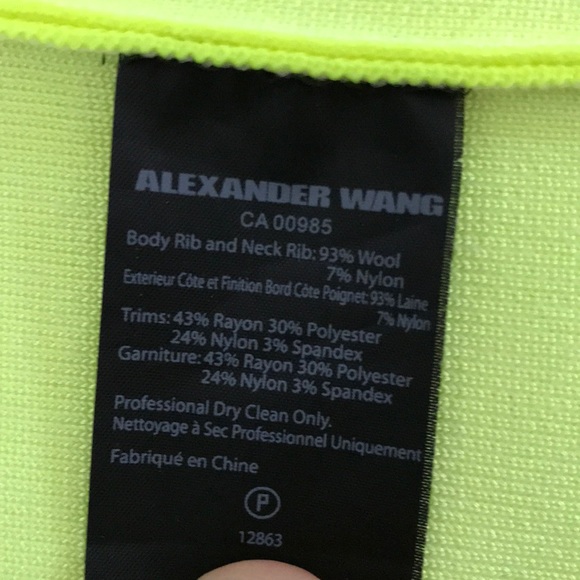 ALEXANDER WANG
CA 00985
Body Rib and Neck Rib: 93% Wool
7% Nylon
Exterieur Côte et Finition Bord Côte Poignet: 93% Laine
7% Nylon
Trims: 43% Rayon 30% Polyester
24% Nylon 3% Spandex
Garniture: 43% Rayon 30% Polyester
24% Nylon 3% Spandex
Professional Dry Clean Only.
Nettoyage à Sec Professionnel Uniquement
Fabriqué en Chine
P
12863